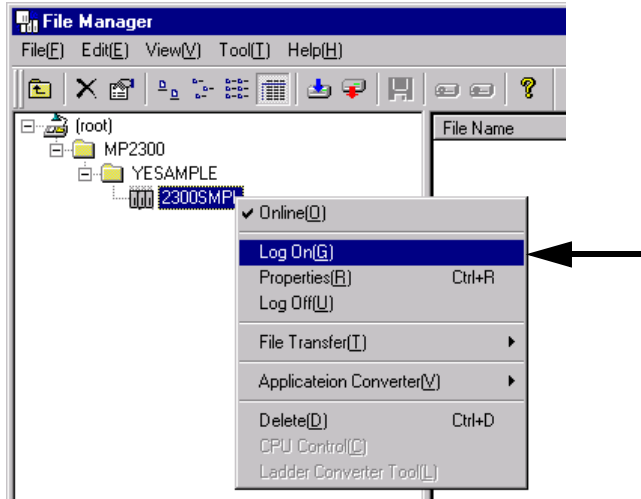 File Manager
File(F) Edit(E) View(V) Tool(T) Help(H)
(root)
File Name
MP2300
YESAMPLE
2300SMPL
Online(O)
Log On(G)
Properties(R) Ctrl+R
Log Off(U)
File Transfer(T)
Applicateion Converter(V)
Delete(D) Ctrl+D
CPU Control(C)
Ladder Converter Tool(L)